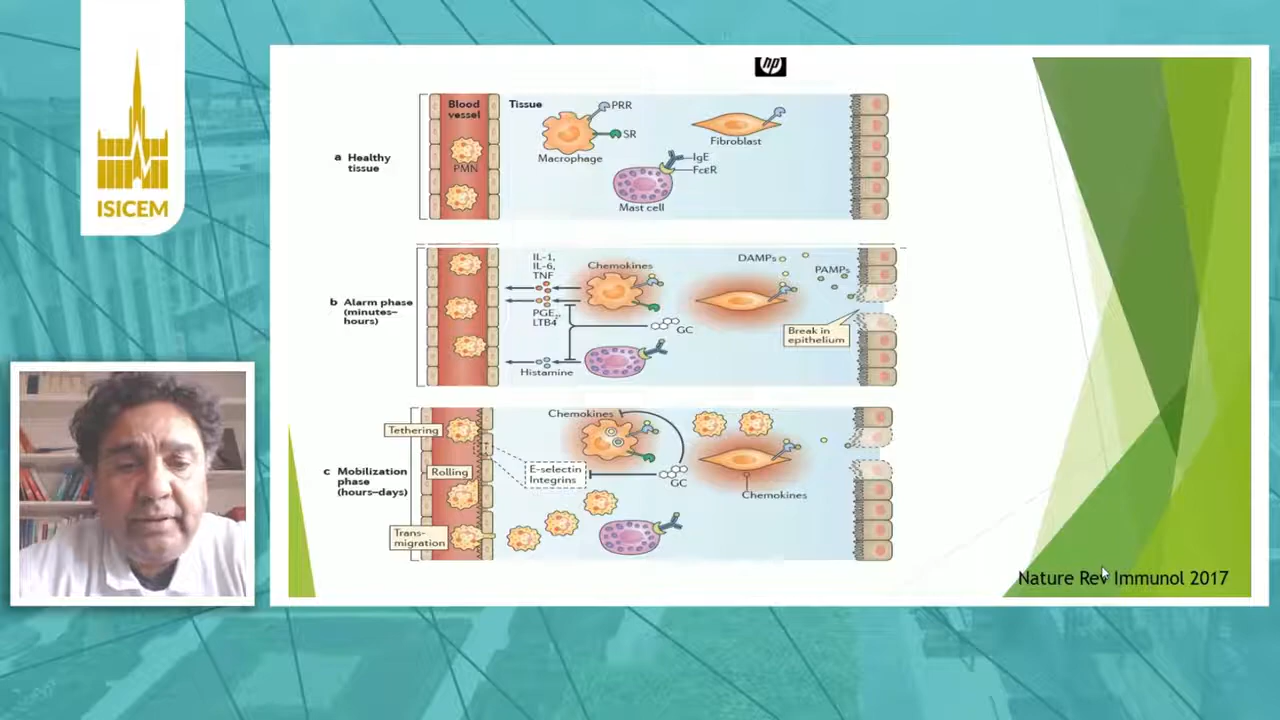 ISICEM
hp
Blood
vessel
Tissue
PRR
SR
Macrophage
Fibroblast
IgE
FcεR
Mast cell
PMN
a Healthy
tissue
IL-1,
IL-6,
TNF
Chemokines
DAMPs
PAMPs
b Alarm phase
(minutes–
hours)
PGE2,
LTB4
GC
Break in
epithelium
Histamine
Chemokines
Tethering
c Mobilization
phase
(hours–days)
Rolling
E-selectin
Integrins
GC
Chemokines
Trans-
migration
Nature Rev Immunol 2017